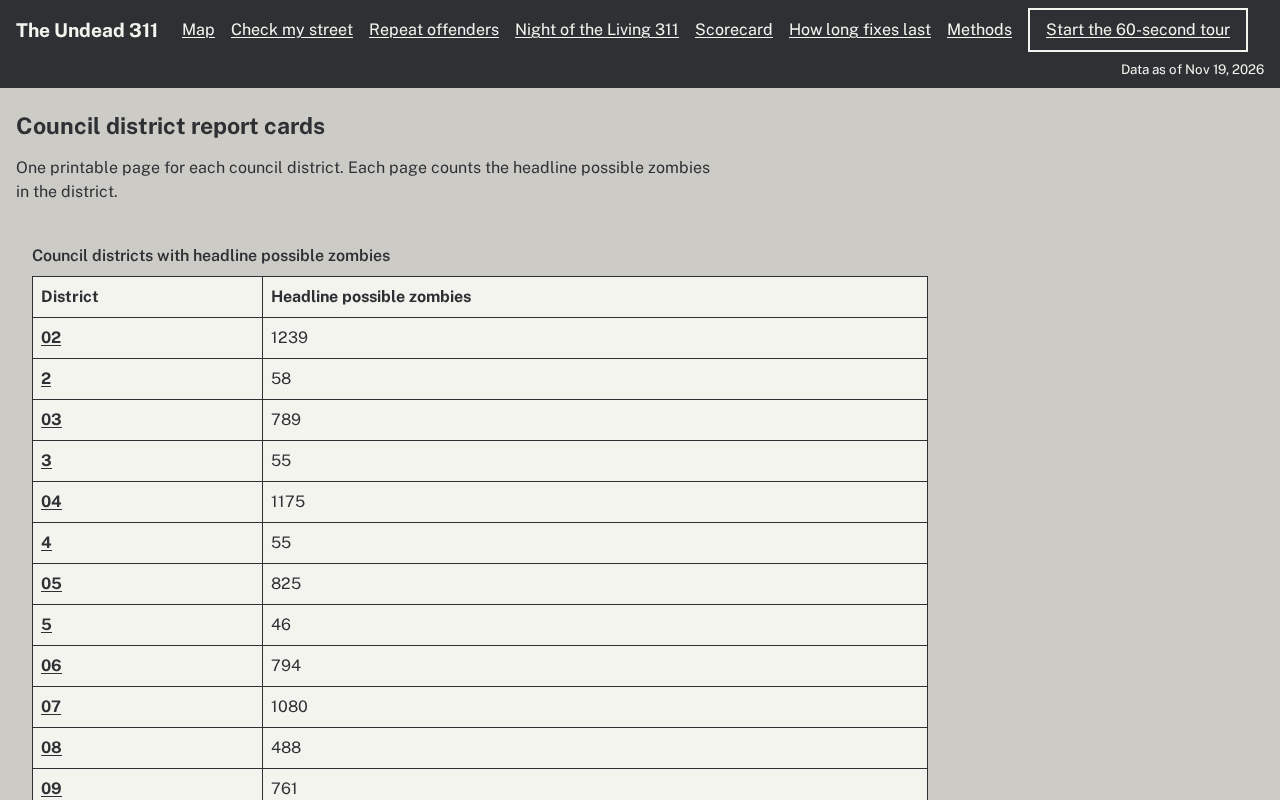 The Undead 311 Map Check my street Repeat offenders Night of the Living 311 Scorecard How long fixes last Methods Start the 60-second tour
Data as of Nov 19, 2026
Council district report cards
One printable page for each council district. Each page counts the headline possible zombies
in the district.
Council districts with headline possible zombies
District Headline possible zombies
02 1239
2 58
03 789
3 55
04 1175
4 55
05 825
5 46
06 794
07 1080
08 488
09 761